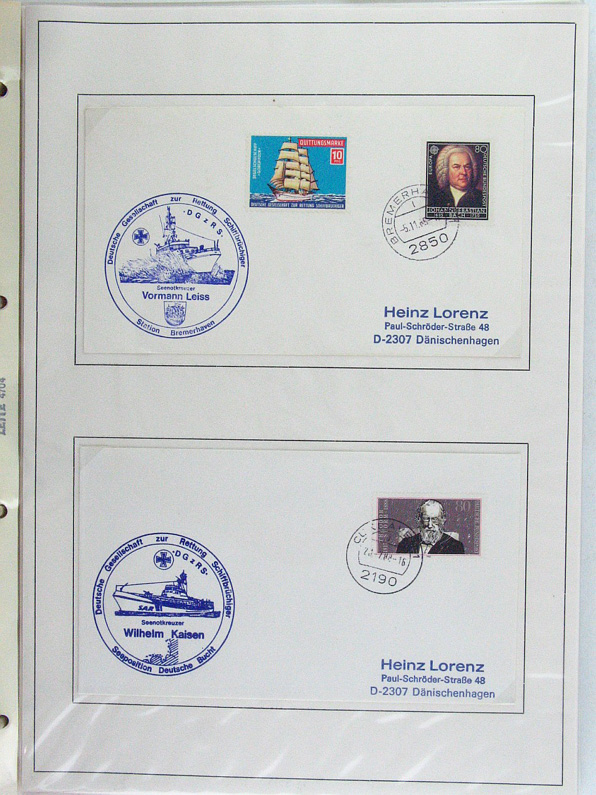 QUITTUNGSMARKE
10
DEUTSCHE GESELLSCHAFT ZUR RETTUNG SCHIFFBRÜCHIGER
80
EUROPA
DEUTSCHE BUNDESPOST
JOHANN SEBASTIAN
BACH
BREMERHA
2850
Deutsche Gesellschaft zur Rettung Schiffbrüchiger
·DGzRS·
Seenotkreuzer
Vormann Leiss
Station Bremerhaven
Heinz Lorenz
Paul-Schröder-Straße 48
D-2307 Dänischenhagen
LEITZ 4704
80
2190
Deutsche Gesellschaft zur Rettung Schiffbrüchiger
·DGzRS·
SAR
Seenotkreuzer
Wilhelm Kaisen
Seeposition Deutsche Bucht
Heinz Lorenz
Paul-Schröder-Straße 48
D-2307 Dänischenhagen